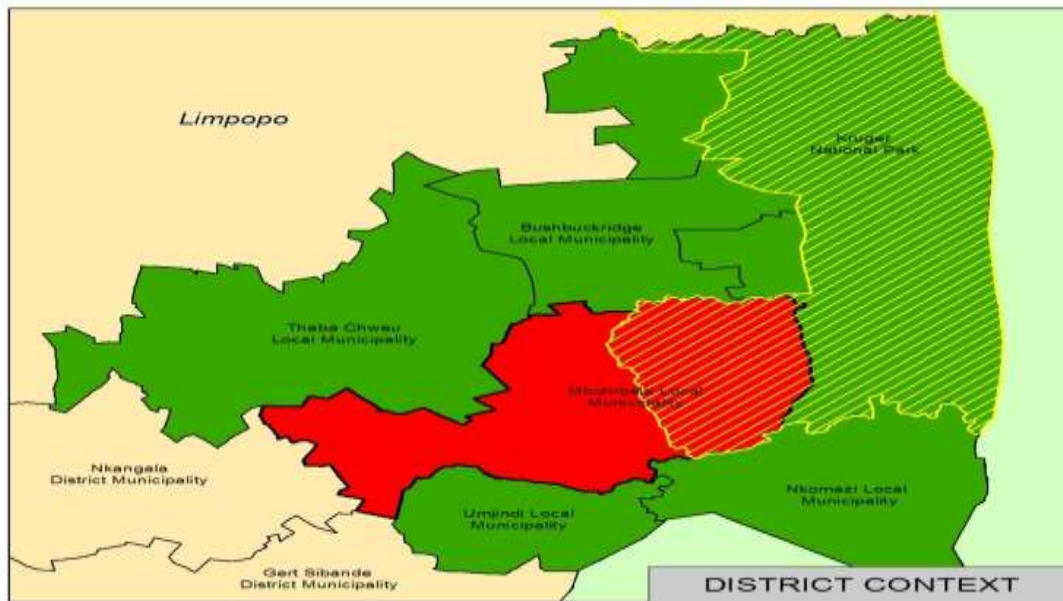 Limpopo
Kruger
National Park
Bushbuckridge
Local Municipality
Thaba Chweu
Local Municipality
Mbombela Local
Municipality
Nkangala
District Municipality
Nkomazi Local
Municipality
Umjindi Local
Municipality
Gert Sibande
District Municipality
DISTRICT CONTEXT